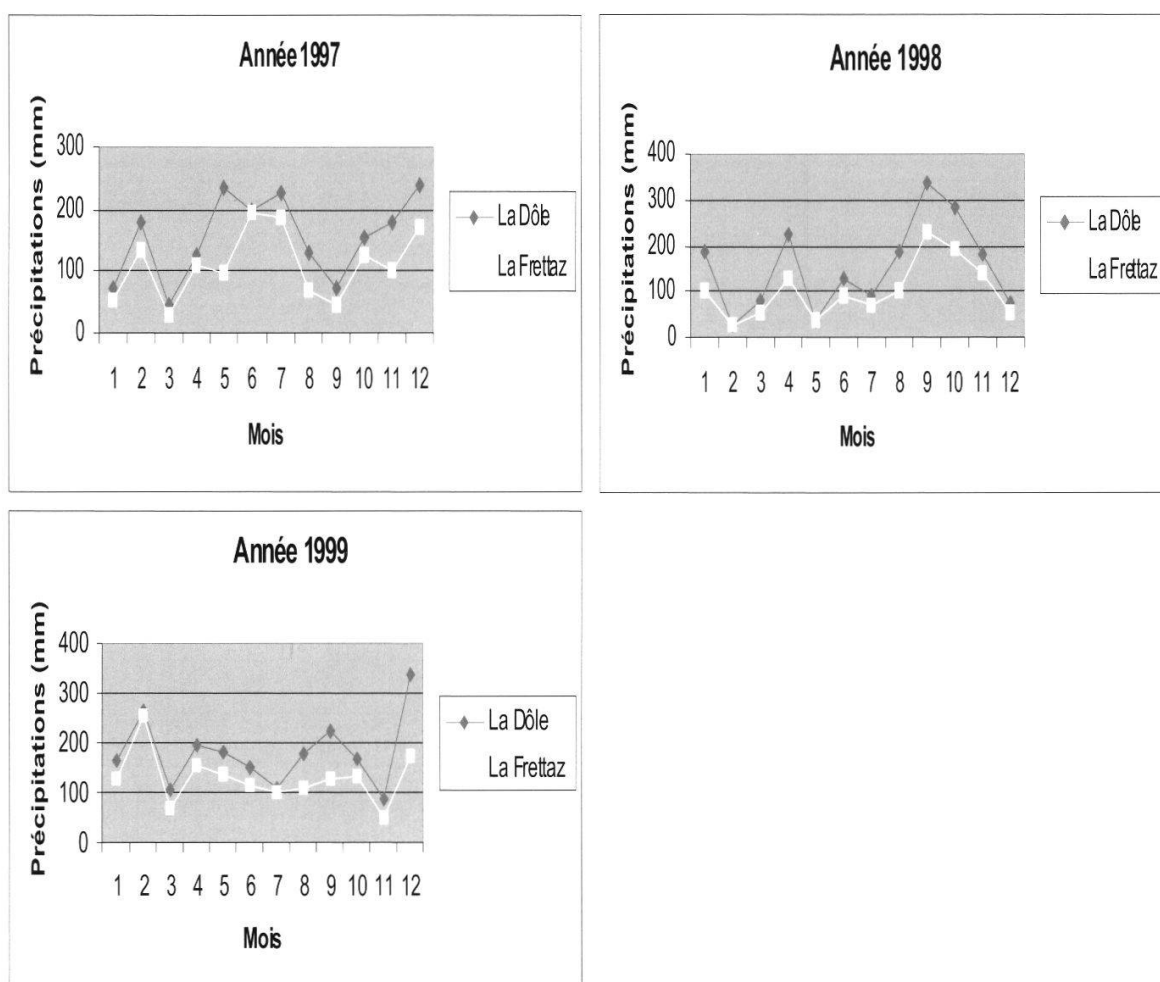 Année 1997
Précipitations (mm)
300
200
100
0
1 2 3 4 5 6 7 8 9 10 11 12
Mois
La Dôle
La Frettaz
Année 1998
Précipitations (mm)
400
300
200
100
0
1 2 3 4 5 6 7 8 9 10 11 12
Mois
La Dôle
La Frettaz
Année 1999
Précipitations (mm)
400
300
200
100
0
1 2 3 4 5 6 7 8 9 10 11 12
Mois
La Dôle
La Frettaz